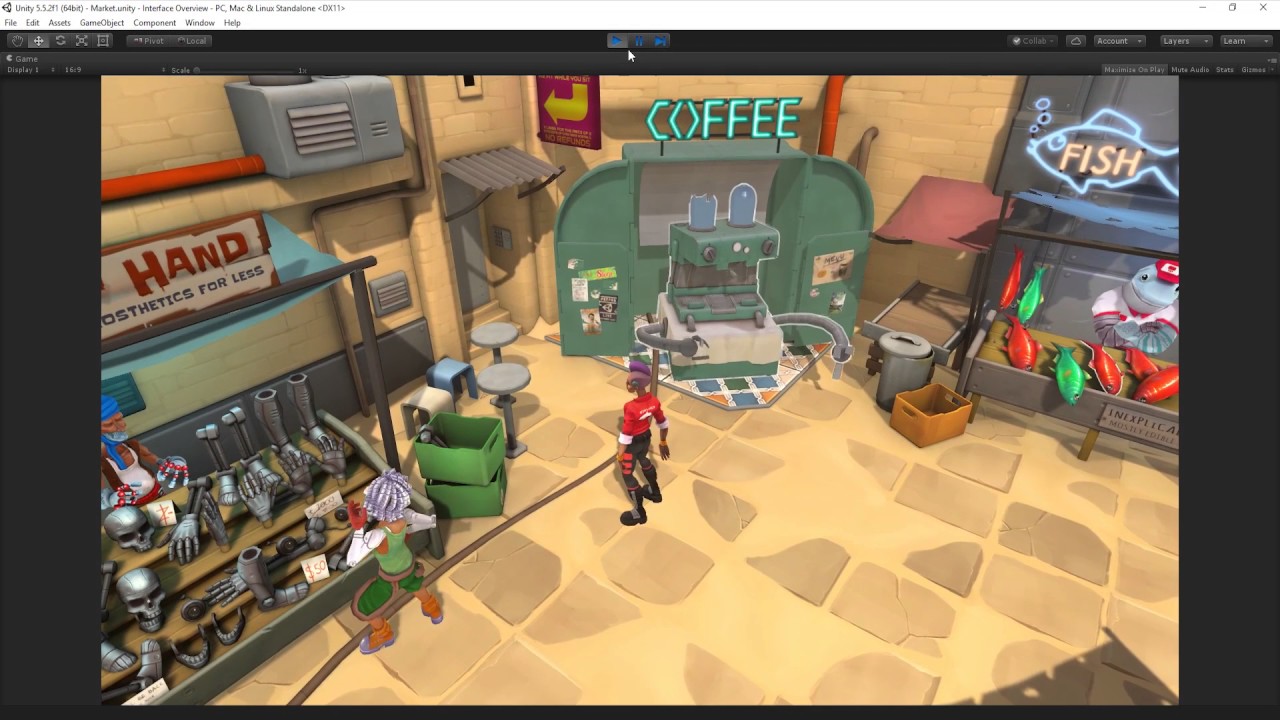 Unity 5.5.2f1 (64bit) - Market.unity - Interface Overview - PC, Mac & Linux Standalone <DX11>
File Edit Assets GameObject Component Window Help
Pivot Local
Collab Account Layers Learn
Game
Display 1 16:9 Scale 1x Maximize On Play Mute Audio Stats Gizmos
NO REFUNDS
COFFEE
FISH
HAND
OSTHETICS FOR LESS
$50
INEXPLICA
MOSTLY EDIBLE